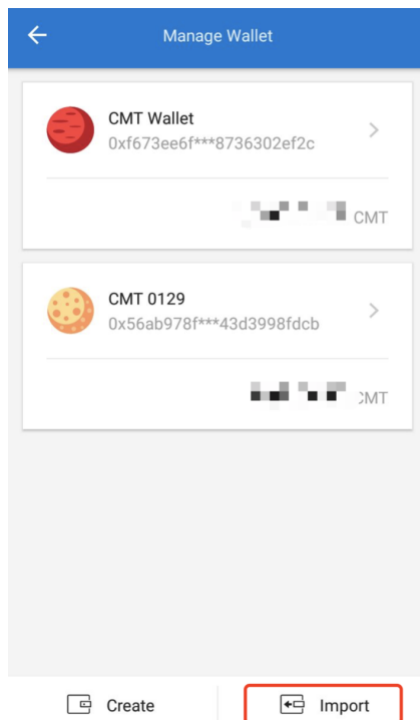 Manage Wallet
CMT Wallet
0xf673ee6f***8736302ef2c
CMT
CMT 0129
0x56ab978f***43d3998fdcb
CMT
Create
Import